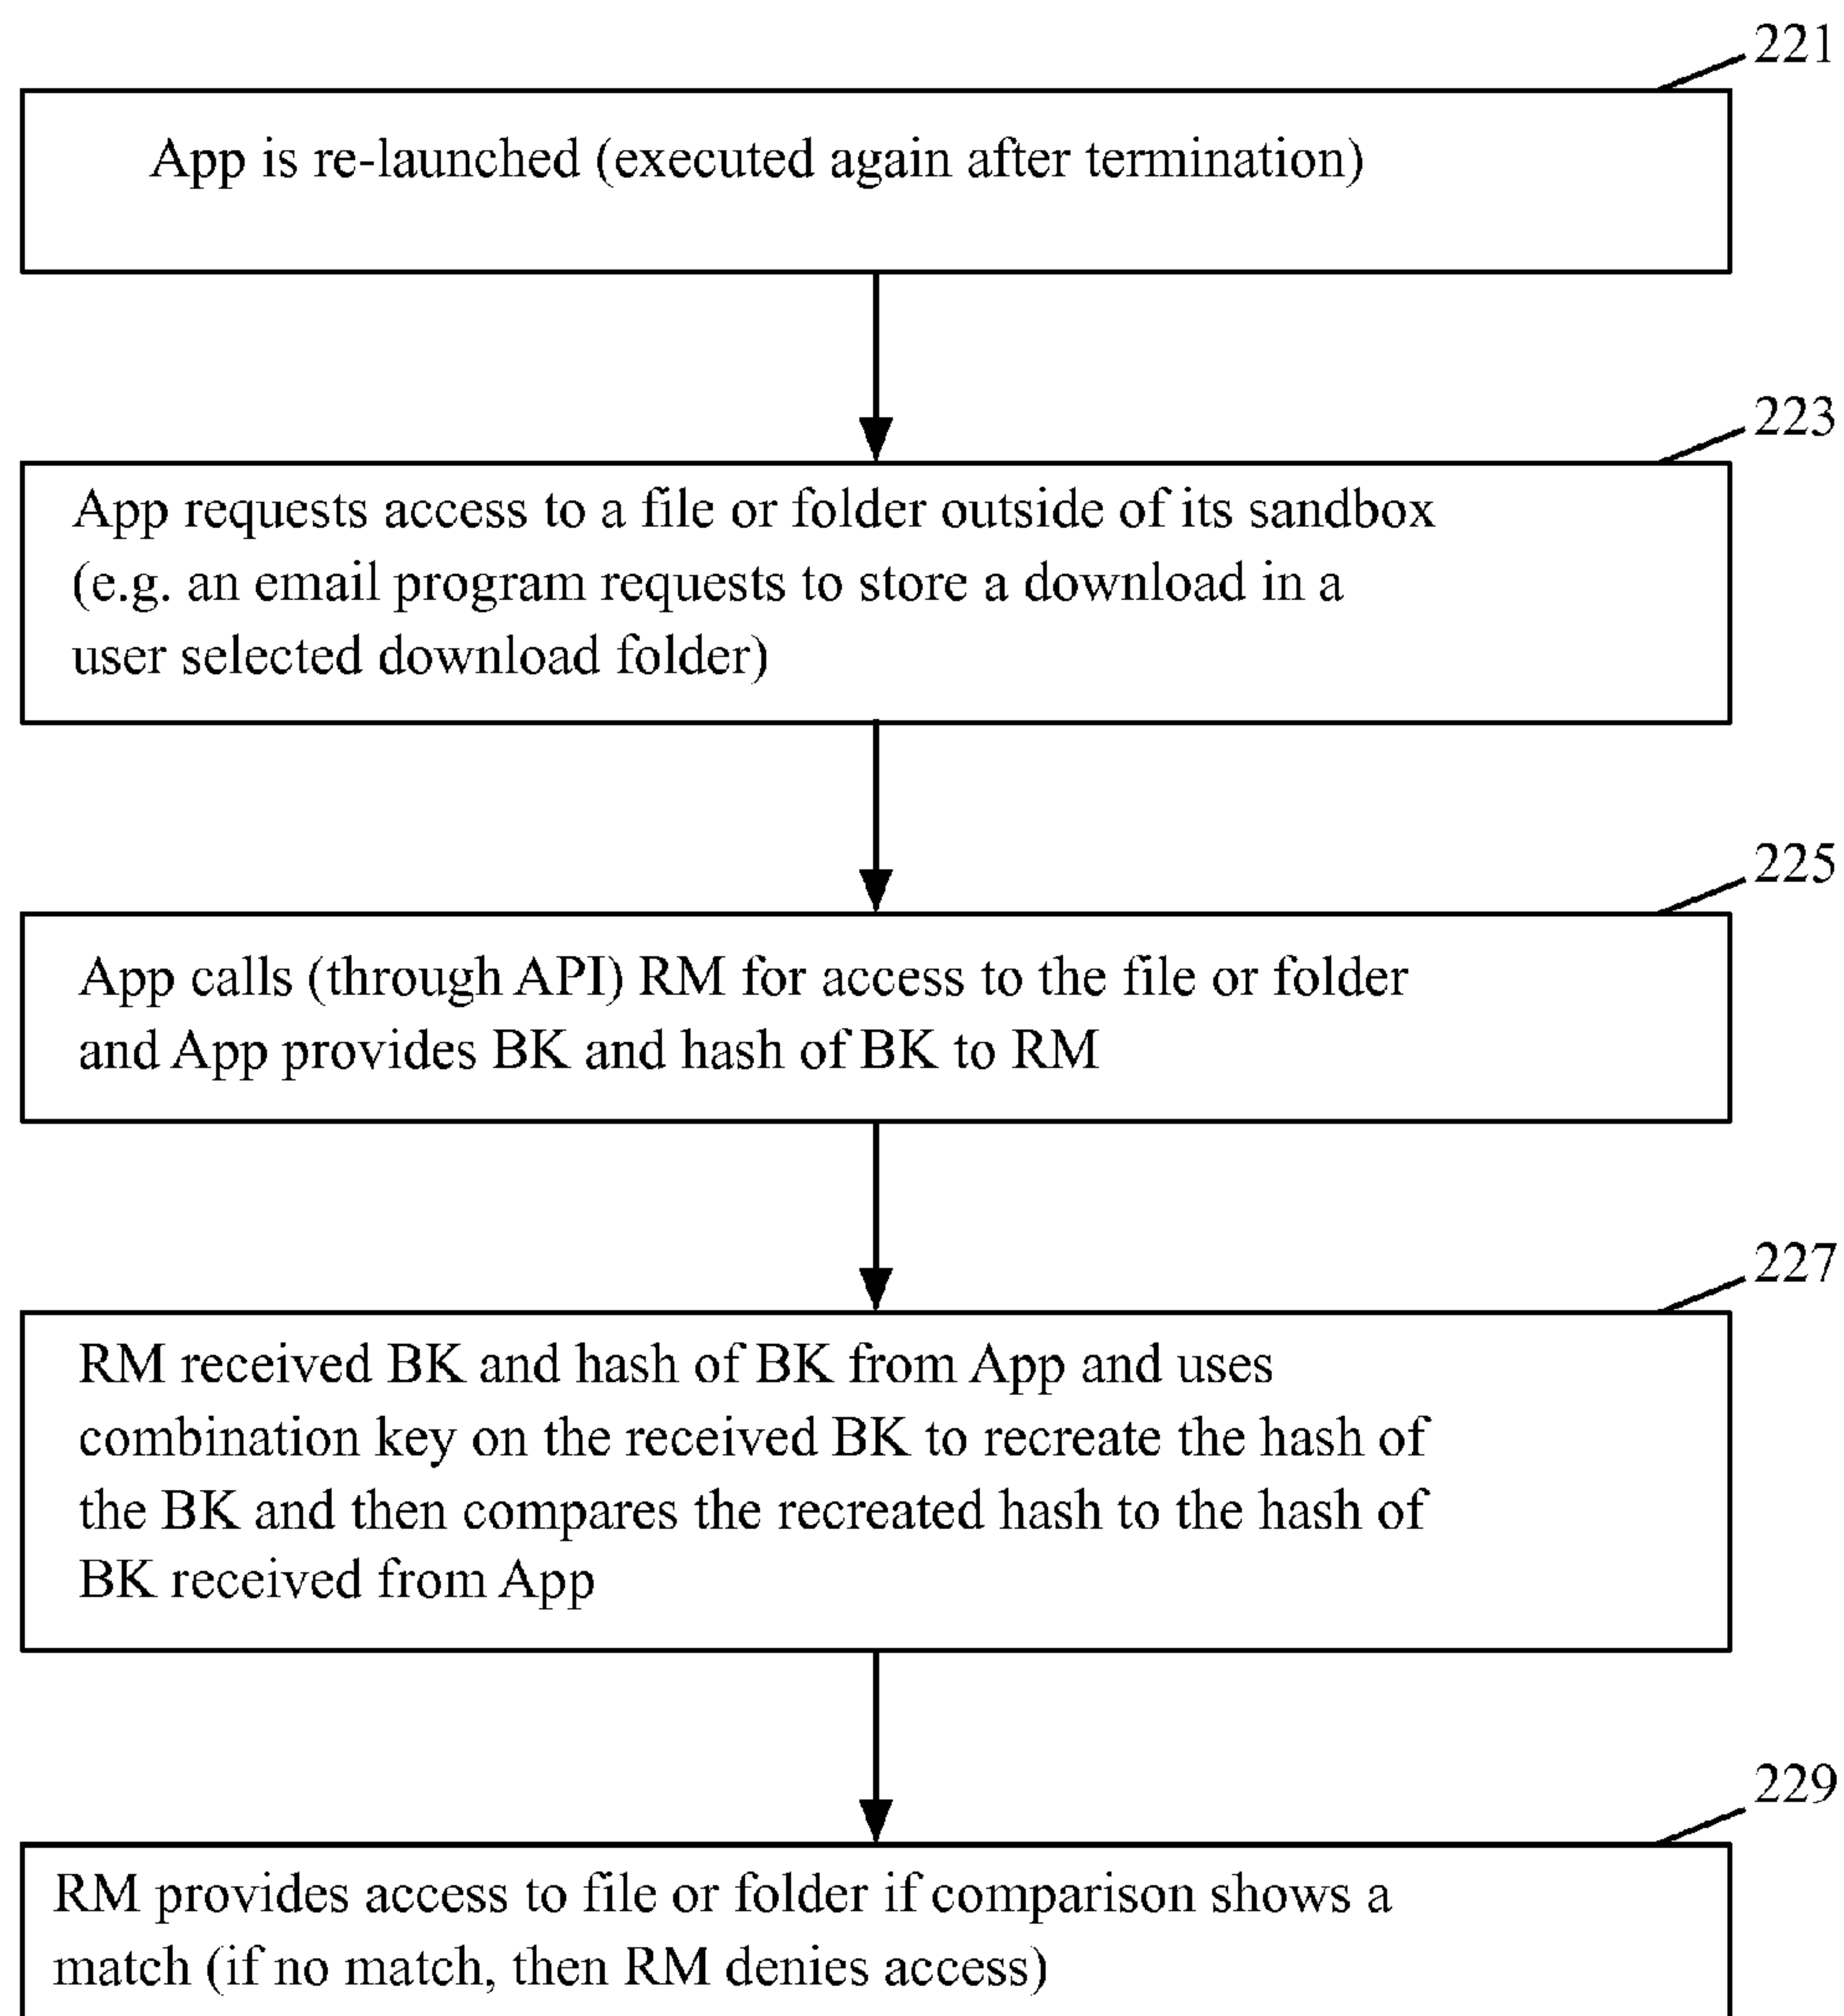 221
App is re-launched (executed again after termination)
223
App requests access to a file or folder outside of its sandbox
(e.g. an email program requests to store a download in a
user selected download folder)
225
App calls (through API) RM for access to the file or folder
and App provides BK and hash of BK to RM
227
RM received BK and hash of BK from App and uses
combination key on the received BK to recreate the hash of
the BK and then compares the recreated hash to the hash of
BK received from App
229
RM provides access to file or folder if comparison shows a
match (if no match, then RM denies access)